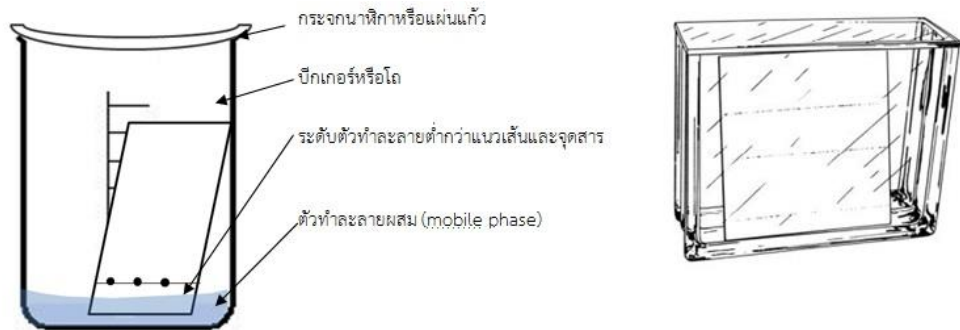 กระจกนาฬิกาหรือแผ่นแก้ว
บีกเกอร์หรือโถ
ระดับตัวทำละลายต่ำกว่าแนวเส้นและจุดสาร
ตัวทำละลายผสม (mobile phase)